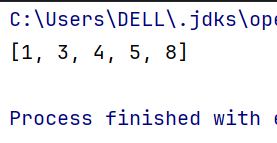 C:\Users\DELL\.jdks\ope
[1, 3, 4, 5, 8]
Process finished with